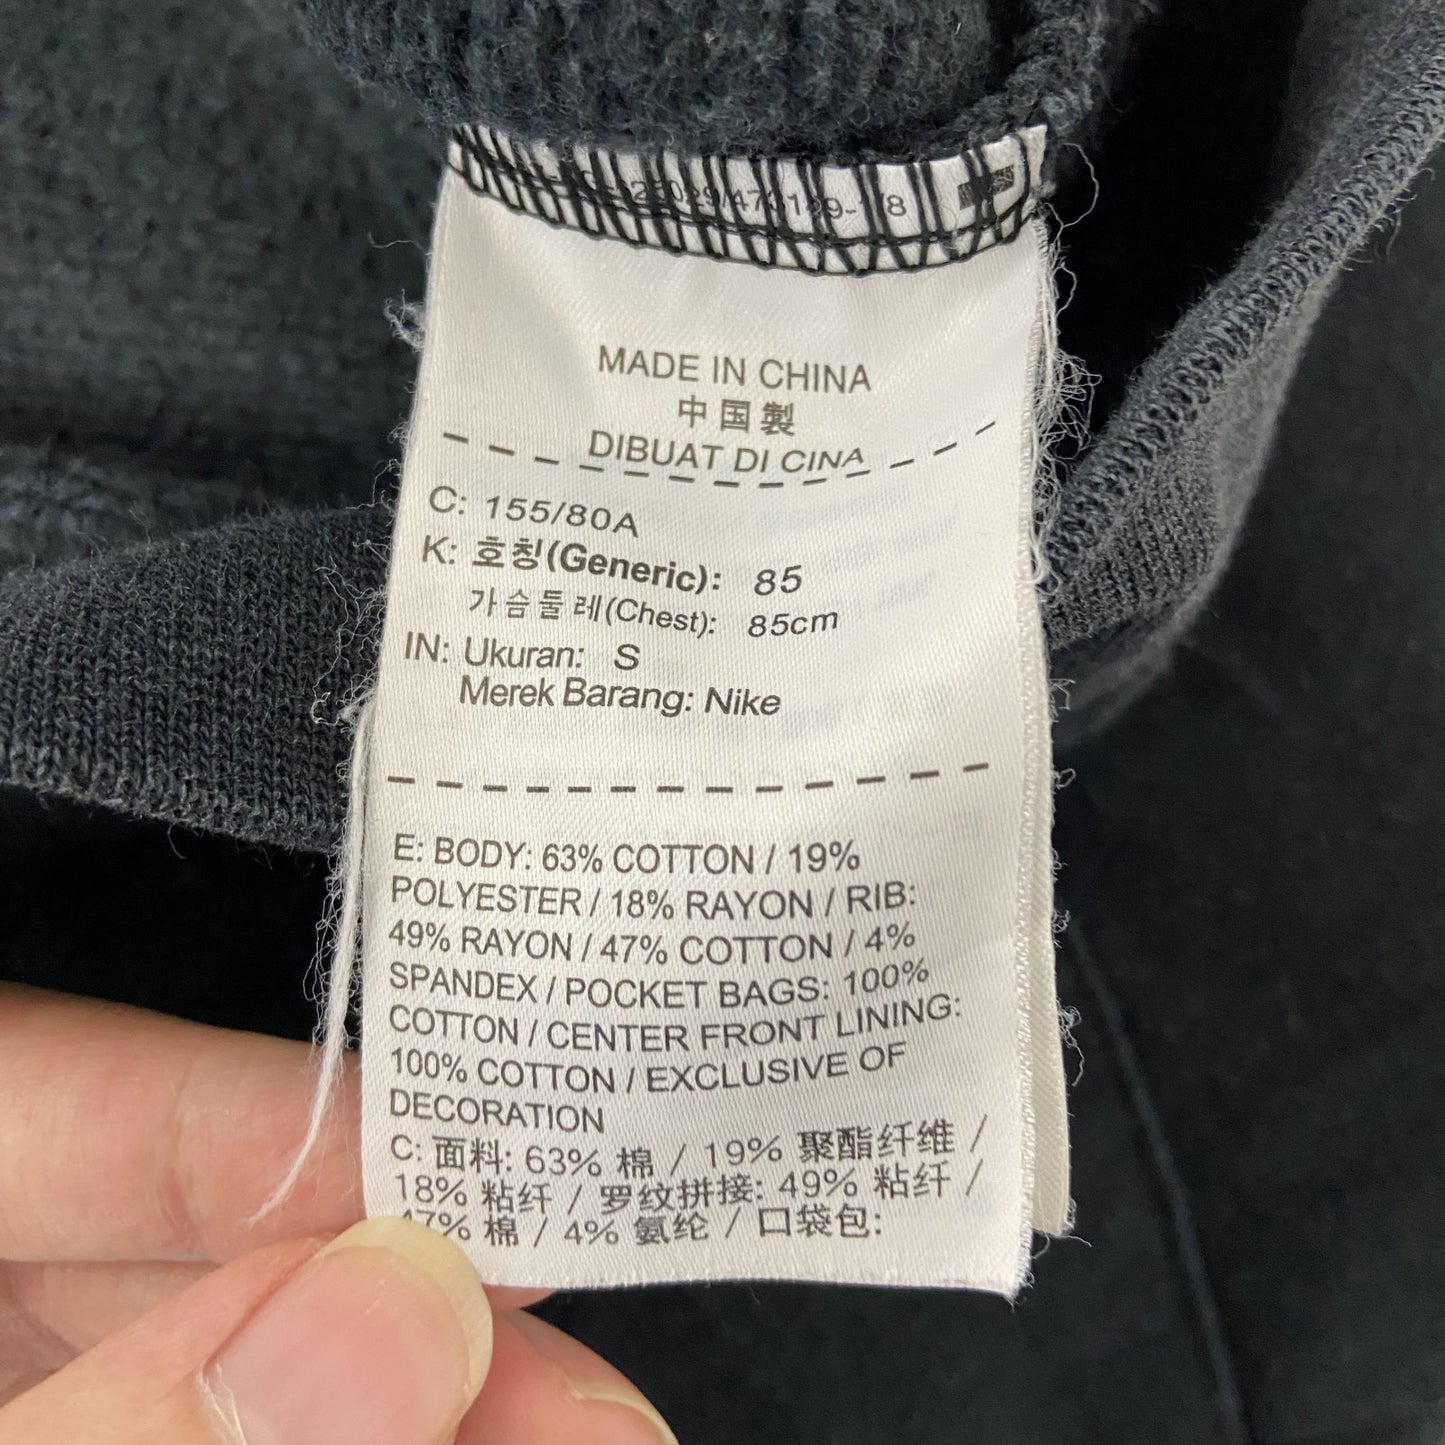 MADE IN CHINA
中国製
DIBUAT DI CINA
C: 155/80A
K: 호칭(Generic): 85
가슴둘레(Chest): 85cm
IN: Ukuran: S
Merek Barang: Nike
E: BODY: 63% COTTON / 19%
POLYESTER / 18% RAYON / RIB:
49% RAYON / 47% COTTON / 4%
SPANDEX / POCKET BAGS: 100%
COTTON / CENTER FRONT LINING:
100% COTTON / EXCLUSIVE OF
DECORATION
C: 面料: 63% 棉 / 19% 聚酯纤维 /
18% 粘纤 / 罗纹拼接: 49% 粘纤 /
47% 棉 / 4% 氨纶 / 口袋包: